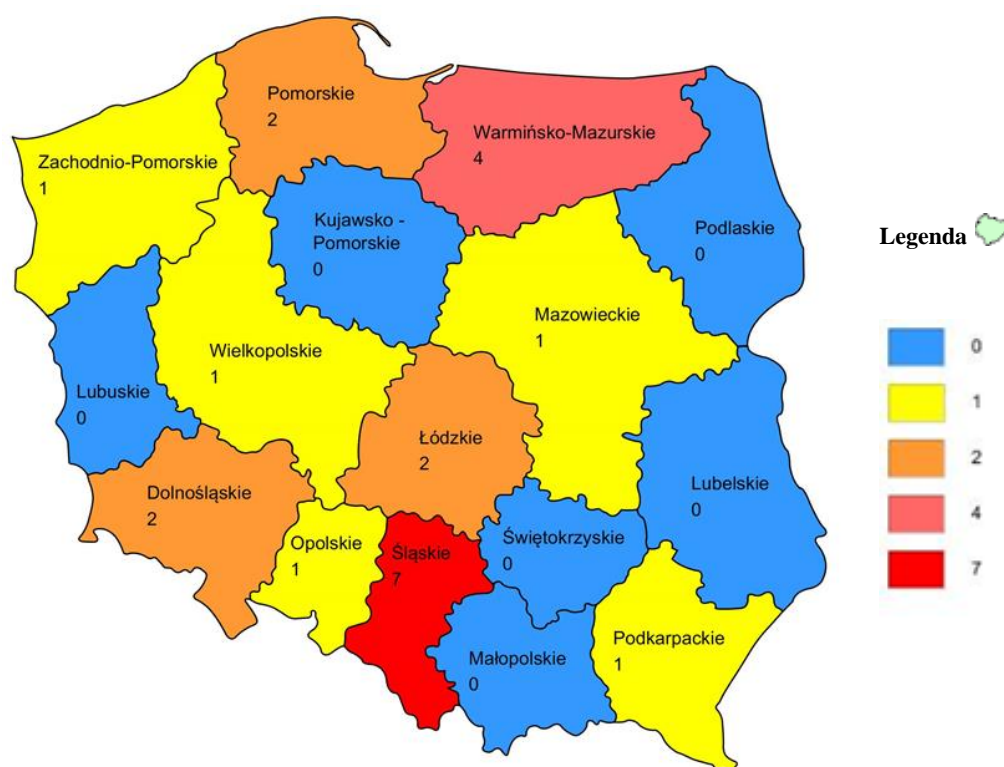 Pomorskie
2
Warmińsko-Mazurskie
4
Zachodnio-Pomorskie
1
Kujawsko -
Pomorskie
0
Podlaskie
0
Legenda
Mazowieckie
1
Wielkopolskie
1
Lubuskie
0
Łódzkie
2
Dolnośląskie
2
Lubelskie
0
Opolskie
1
Śląskie
7
Świętokrzyskie
0
Małopolskie
0
Podkarpackie
1
0
1
2
4
7